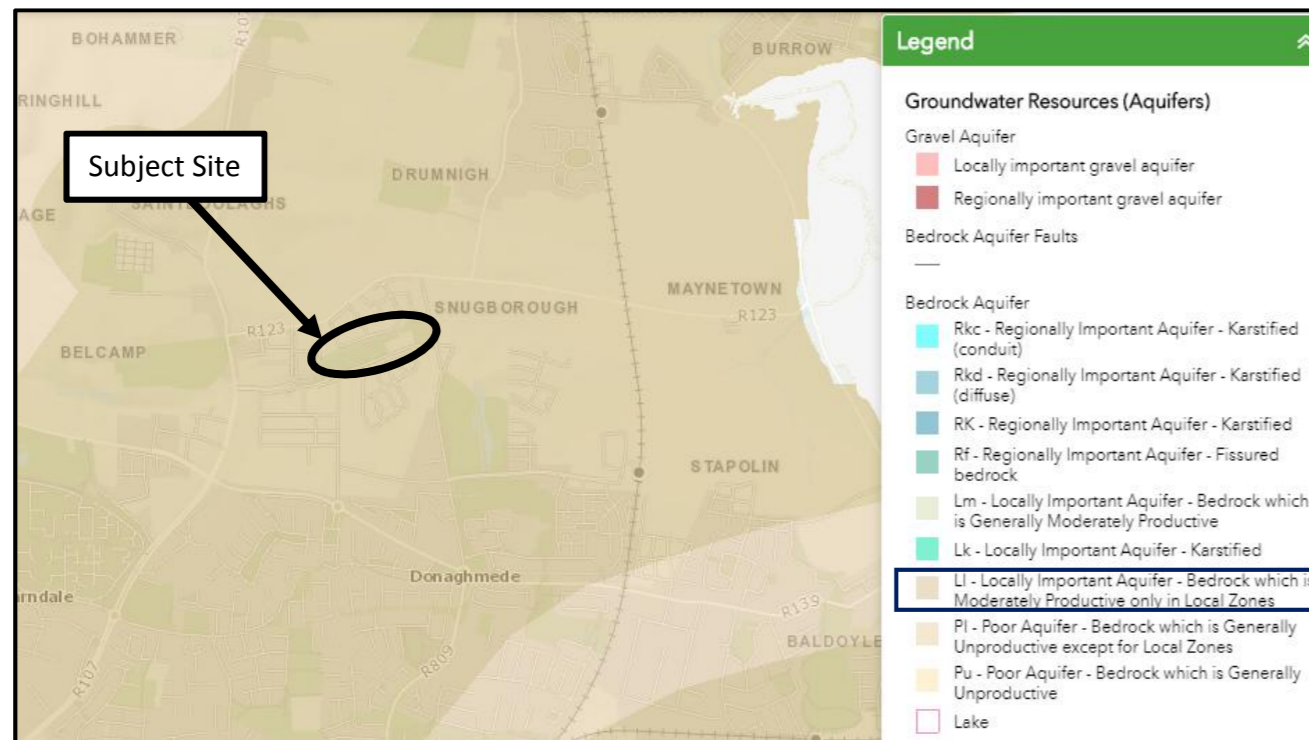 BOHAMMER
R107
BURROW
Subject Site
DRUMNIGH
SNUGBOROUGH
MAYNETOWN
R123
R123
BELCAMP
STAPOLIN
Donaghmede
R139
BALDOYLE
R809
R107
Legend
Groundwater Resources (Aquifers)
Gravel Aquifer
Locally important gravel aquifer
Regionally important gravel aquifer
Bedrock Aquifer Faults
Bedrock Aquifer
Rkc - Regionally Important Aquifer - Karstified
(conduit)
Rkd - Regionally Important Aquifer - Karstified
(diffuse)
RK - Regionally Important Aquifer - Karstified
Rf - Regionally Important Aquifer - Fissured
bedrock
Lm - Locally Important Aquifer - Bedrock which
is Generally Moderately Productive
Lk - Locally Important Aquifer - Karstified
Ll - Locally Important Aquifer - Bedrock which is
Moderately Productive only in Local Zones
Pl - Poor Aquifer - Bedrock which is Generally
Unproductive except for Local Zones
Pu - Poor Aquifer - Bedrock which is Generally
Unproductive
Lake